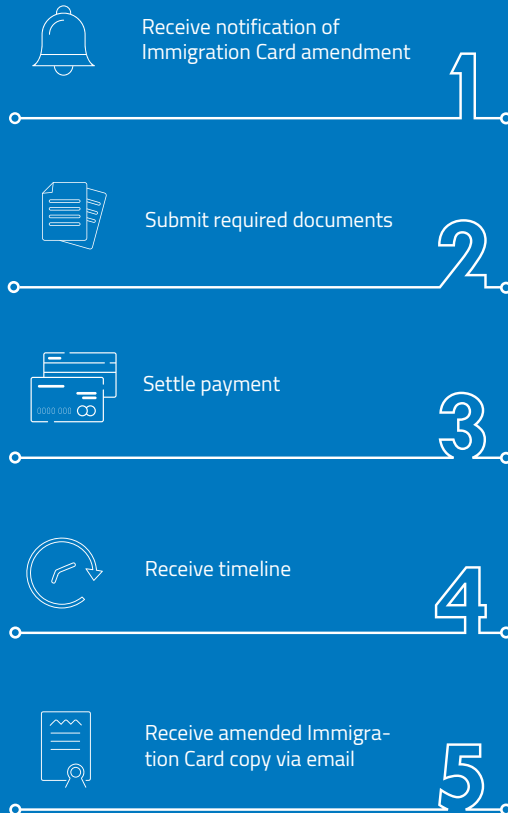 Receive notification of
Immigration Card amendment
1
Submit required documents
2
Settle payment
0000 000
3
Receive timeline
4
Receive amended Immigra-
tion Card copy via email
5